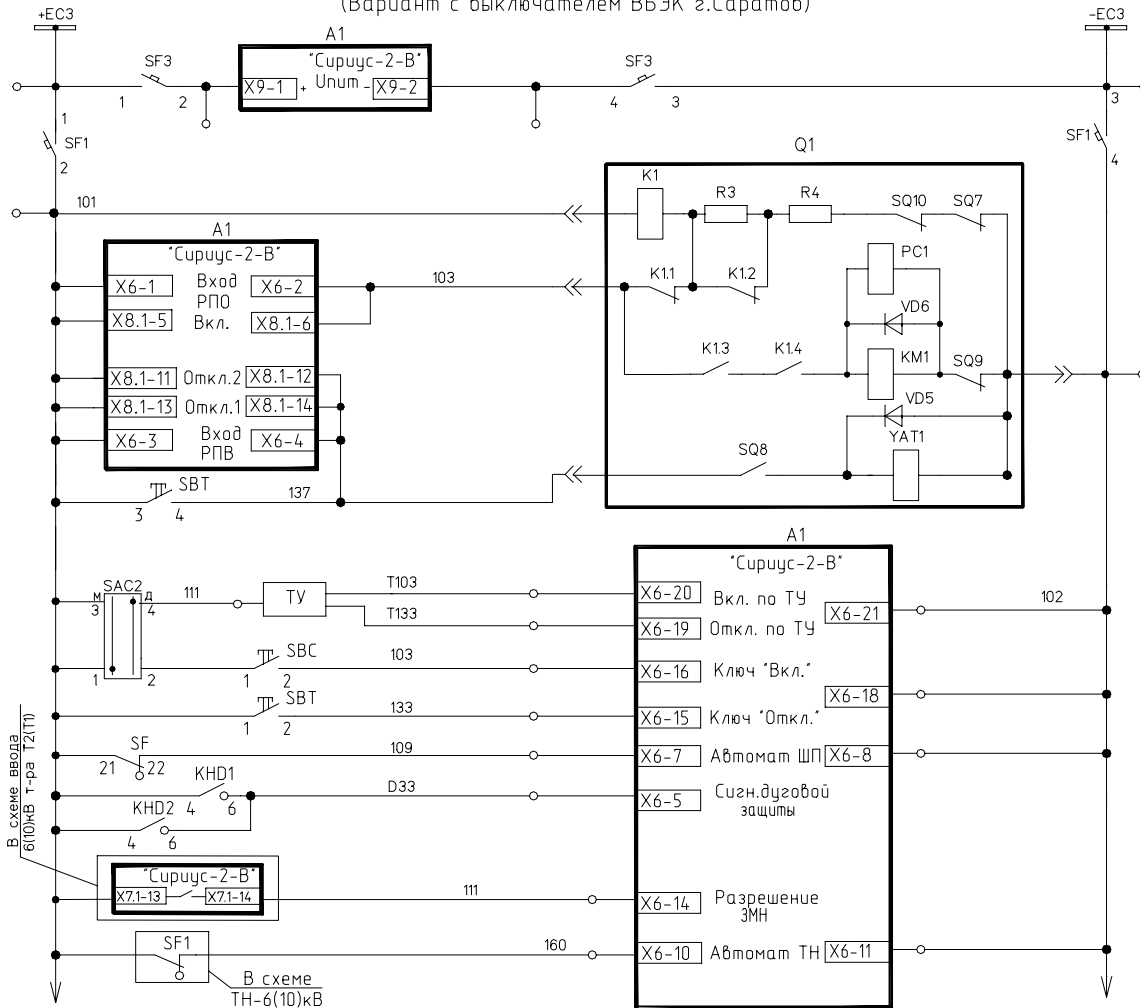 (Вариант с выключателем ВБЭК г.Саратов)
+EC3
-EC3
A1
"Сириус-2-В"
X9-1 + Uпит - X9-2
SF3
1 2
SF3
4 3
1
SF1
2
3
SF1
4
Q1
101
K1
R3
R4
SQ10
SQ7
A1
"Сириус-2-В"
X6-1 Вход РПО X6-2
X8.1-5 Вкл. X8.1-6
X8.1-11 Откл.2 X8.1-12
X8.1-13 Откл.1 X8.1-14
X6-3 Вход РПВ X6-4
103
K1.1
K1.2
PC1
VD6
K1.3
K1.4
KM1
SQ9
VD5
YAT1
SQ8
SBT
3 4
137
A1
"Сириус-2-В"
SAC2
М Д
3 4
1 2
111
ТУ
T103
T133
X6-20 Вкл. по ТУ
X6-21
102
X6-19 Откл. по ТУ
SBC
1 2
103
X6-16 Ключ "Вкл."
X6-18
SBT
1 2
133
X6-15 Ключ "Откл."
SF
21 22
109
X6-7 Автомат ШП X6-8
KHD1
4 6
D33
X6-5 Сигн.дуговой
защиты
KHD2
4 6
В схеме ввода
6(10)кВ т-ра Т2(Т1)
"Сириус-2-В"
X7.1-13 X7.1-14
111
X6-14 Разрешение
ЗМН
SF1
160
X6-10 Автомат ТН X6-11
В схеме
ТН-6(10)кВ